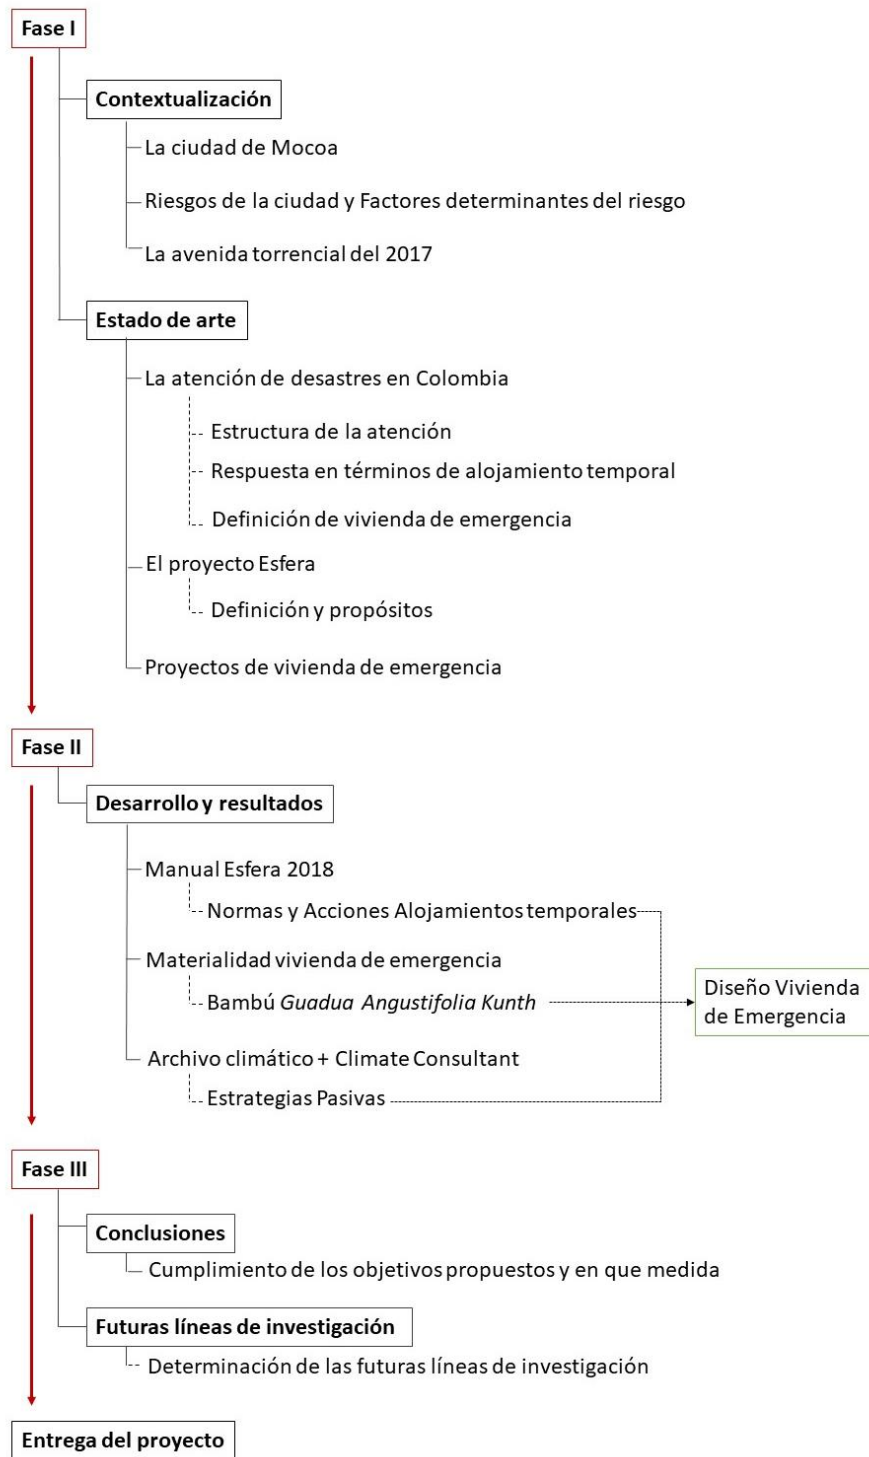 Fase I
Contextualización
La ciudad de Mocoa
Riesgos de la ciudad y Factores determinantes del riesgo
La avenida torrencial del 2017
Estado de arte
La atención de desastres en Colombia
Estructura de la atención
Respuesta en términos de alojamiento temporal
Definición de vivienda de emergencia
El proyecto Esfera
Definición y propósitos
Proyectos de vivienda de emergencia
Fase II
Desarrollo y resultados
Manual Esfera 2018
Normas y Acciones Alojamientos temporales
Materialidad vivienda de emergencia
Bambú Guadua Angustifolia Kunth
Diseño Vivienda
de Emergencia
Archivo climático + Climate Consultant
Estrategias Pasivas
Fase III
Conclusiones
Cumplimiento de los objetivos propuestos y en que medida
Futuras líneas de investigación
Determinación de las futuras líneas de investigación
Entrega del proyecto